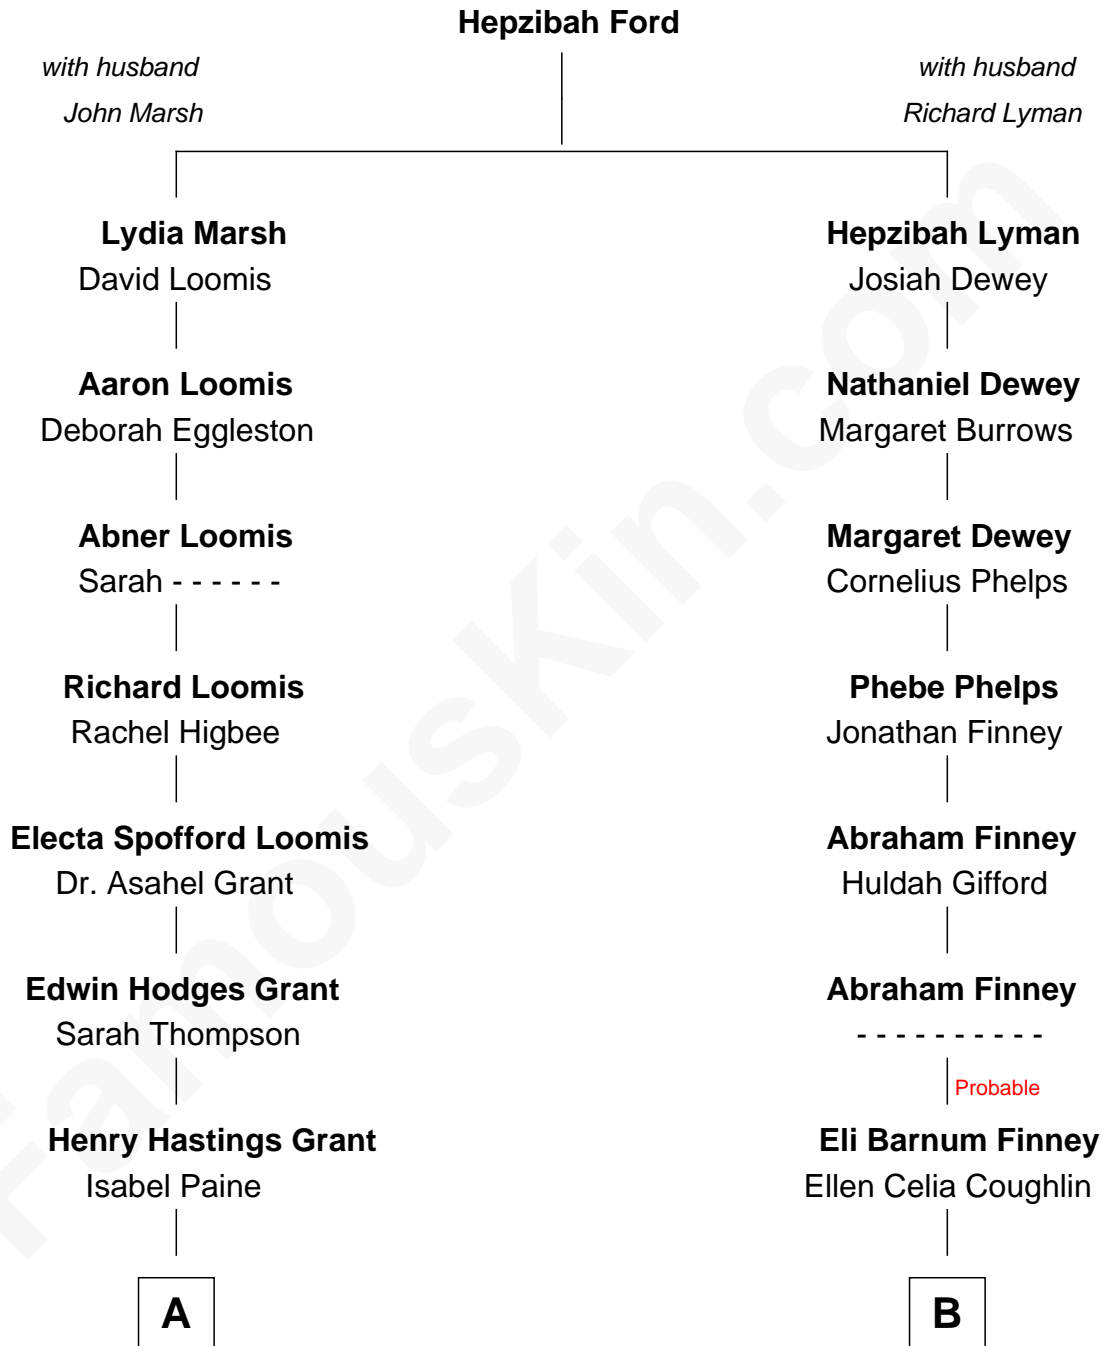 Hepzibah Ford
with husband
John Marsh
with husband
Richard Lyman
Lydia Marsh
David Loomis
Hepzibah Lyman
Josiah Dewey
Aaron Loomis
Deborah Eggleston
Nathaniel Dewey
Margaret Burrows
Abner Loomis
Sarah - - - - - -
Margaret Dewey
Cornelius Phelps
Richard Loomis
Rachel Higbee
Phebe Phelps
Jonathan Finney
Electa Spofford Loomis
Dr. Asahel Grant
Abraham Finney
Huldah Gifford
Edwin Hodges Grant
Sarah Thompson
Abraham Finney
- - - - - - - - - -
Probable
Henry Hastings Grant
Isabel Paine
Eli Barnum Finney
Ellen Celia Coughlin
A
B
FamousKin.com